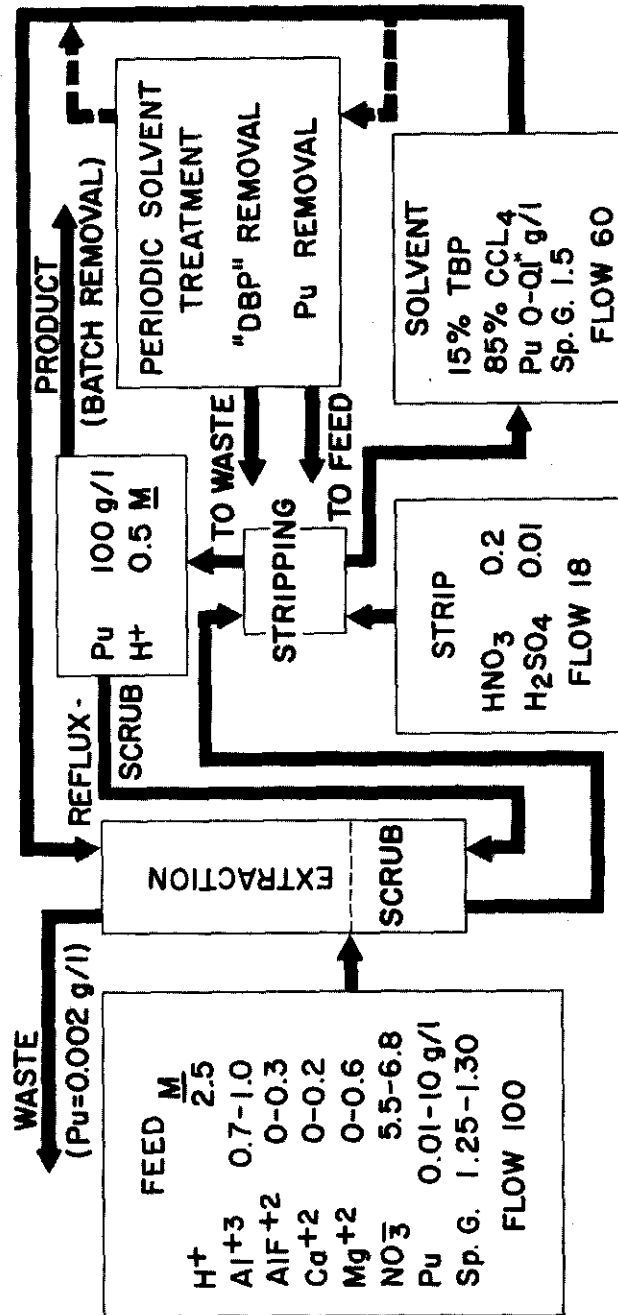 WASTE
(Pu=0.002 g/l)
FEED
M
H+ 2.5
Al+3 0.7-1.0
AlF+2 0-0.3
Ca+2 0-0.2
Mg+2 0-0.6
NO3- 5.5-6.8
Pu 0.01-10 g/l
Sp. G. 1.25-1.30
FLOW 100
EXTRACTION
SCRUB
REFLUX-
SCRUB
Pu 100 g/l
H+ 0.5 M
PRODUCT
(BATCH REMOVAL)
STRIPPING
TO WASTE
TO FEED
STRIP
HNO3 0.2
H2SO4 0.01
FLOW 18
PERIODIC SOLVENT
TREATMENT
"DBP" REMOVAL
Pu REMOVAL
SOLVENT
15% TBP
85% CCL4
Pu 0-0.1" g/l
Sp. G. 1.5
FLOW 60